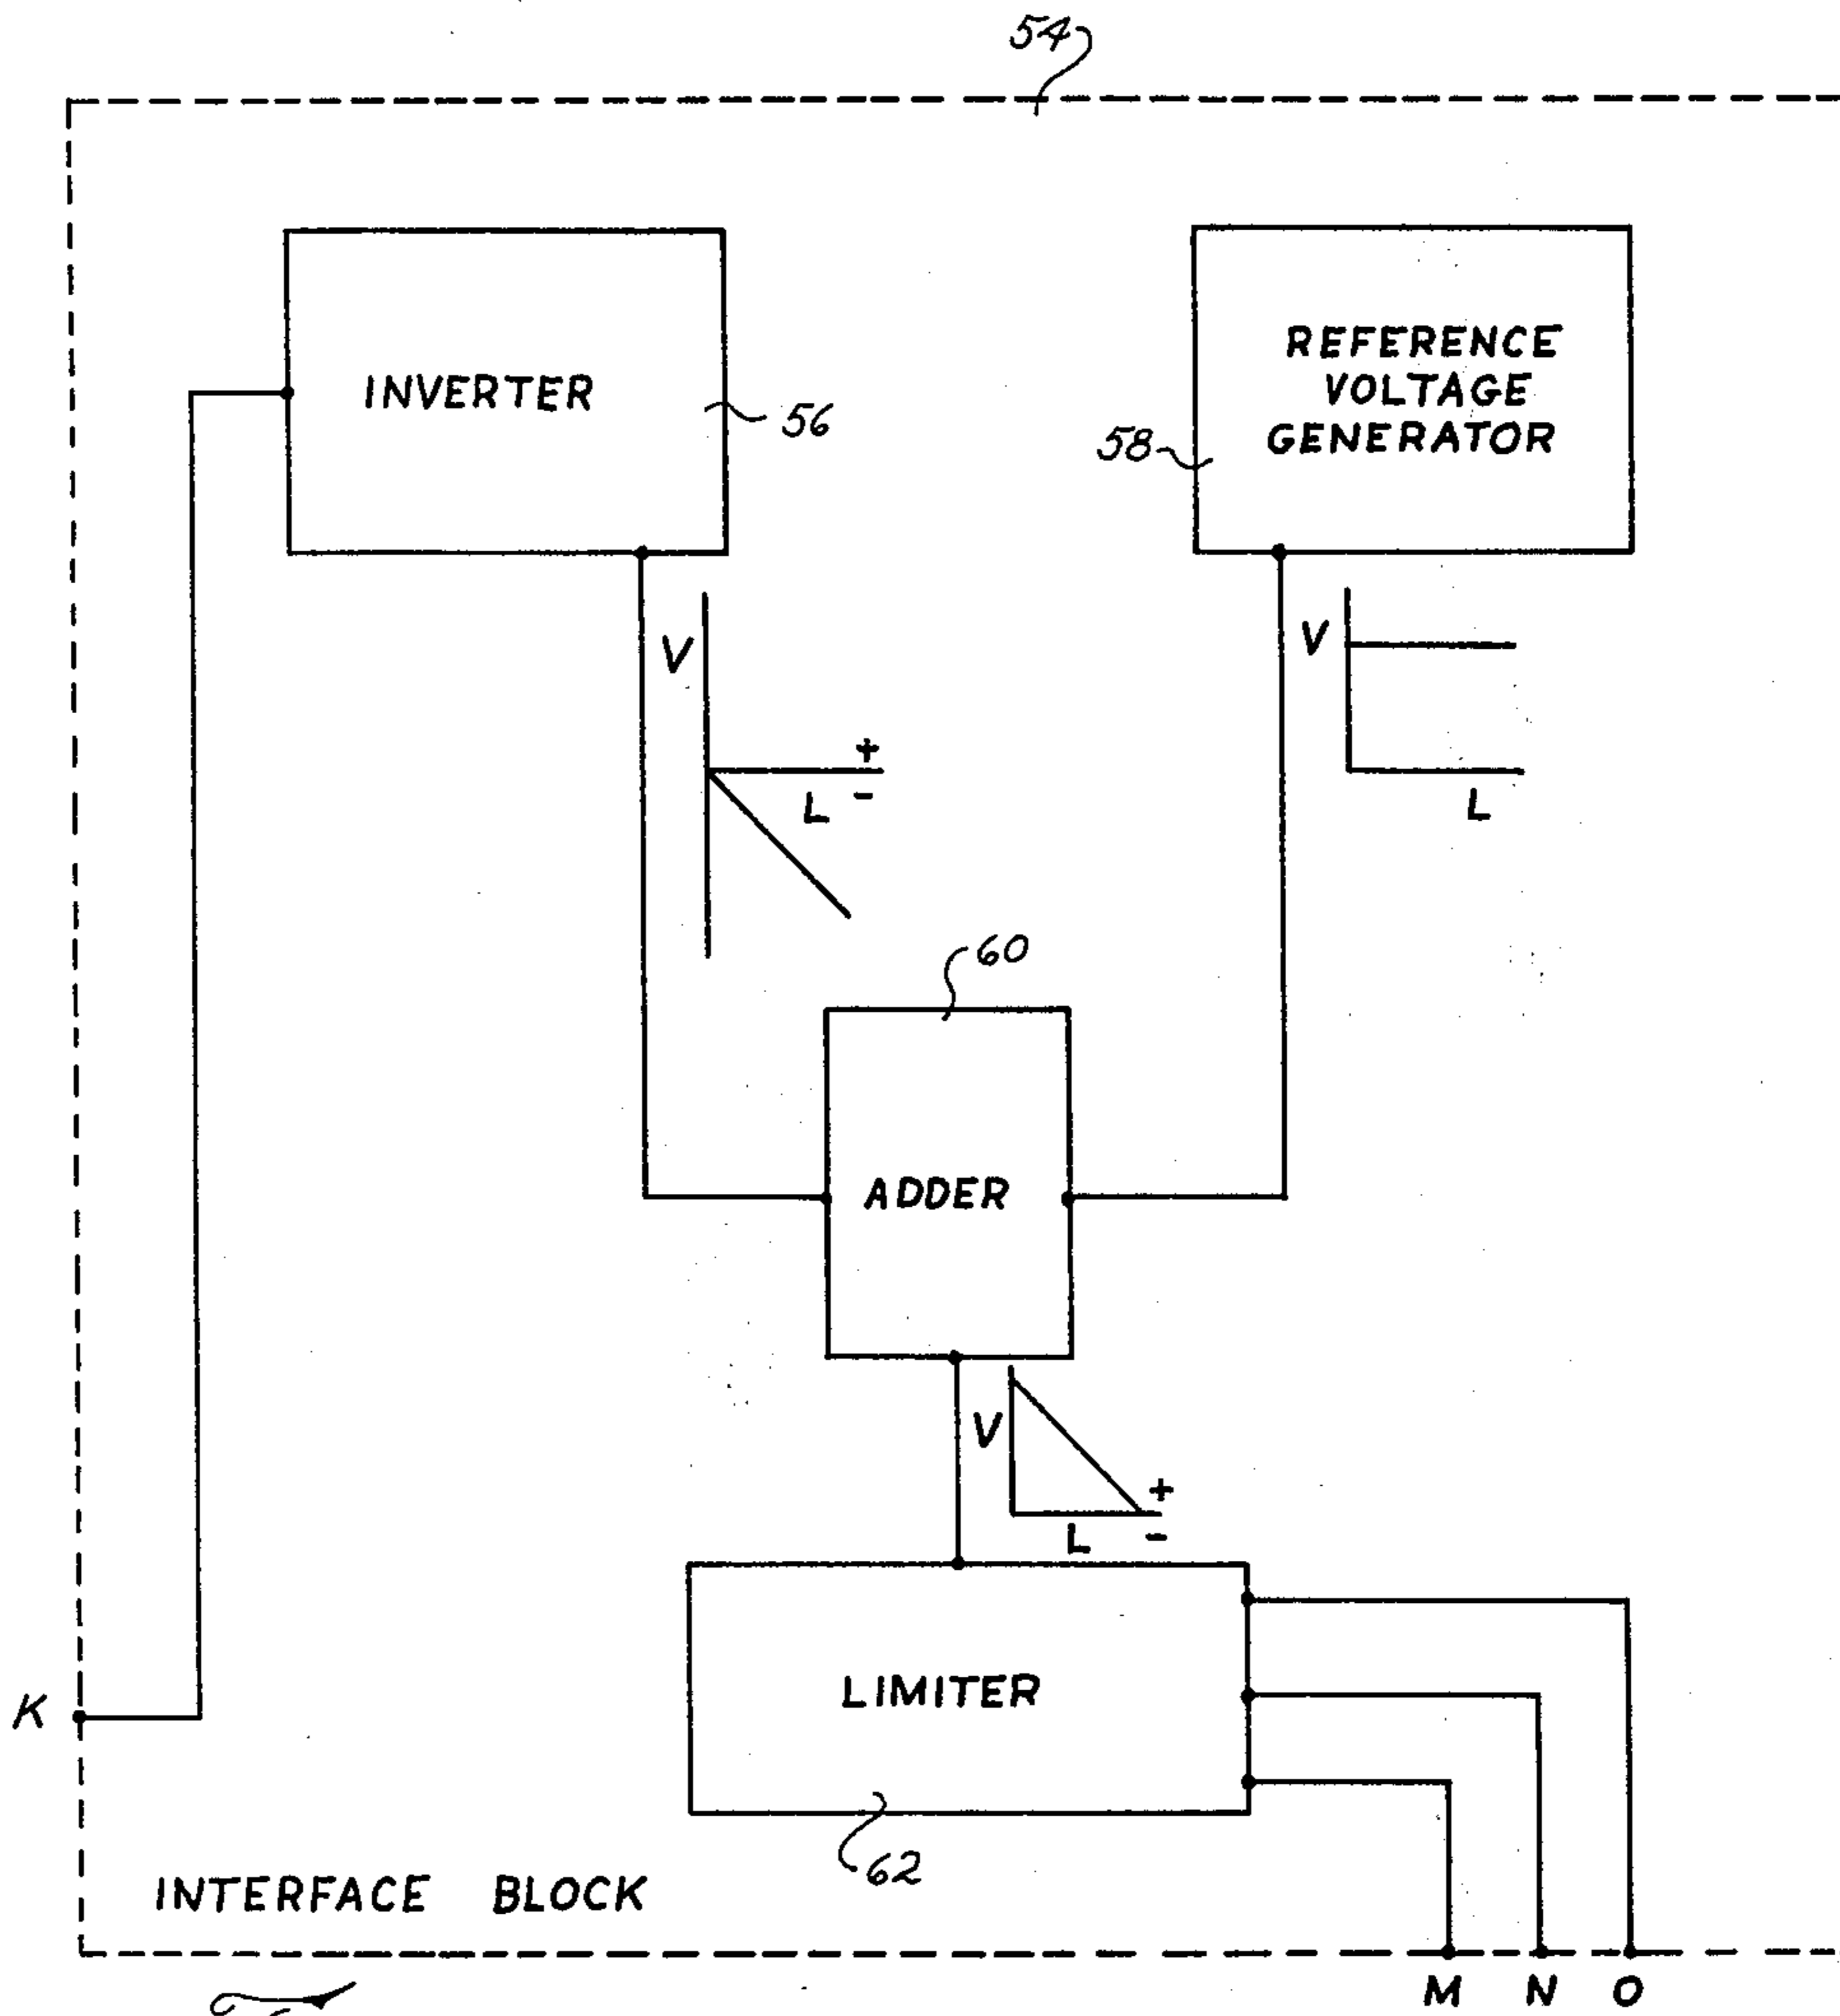 54
INVERTER
56
REFERENCE
VOLTAGE
GENERATOR
58
V
+
L -
V
L
60
ADDER
V
+
L -
LIMITER
K
62
INTERFACE BLOCK
M N O